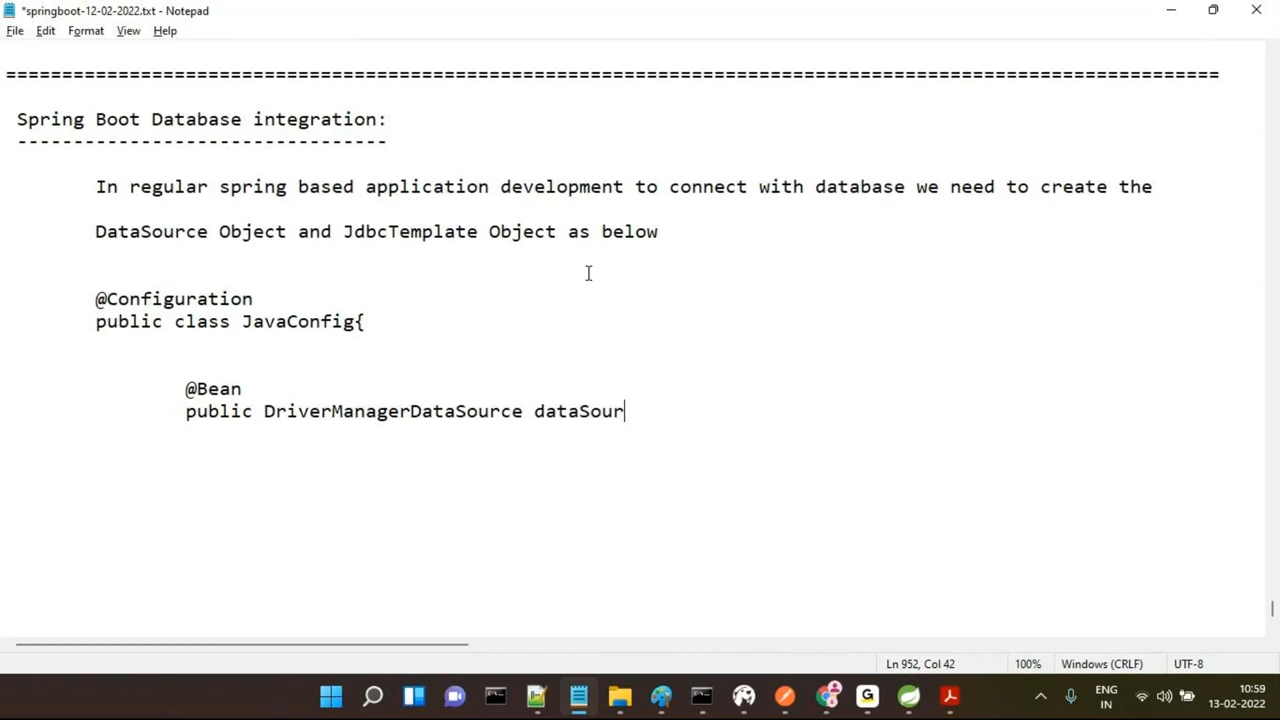 *springboot-12-02-2022.txt - Notepad
File Edit Format View Help
=============================================================================================================
Spring Boot Database integration:
---------------------------------
In regular spring based application development to connect with database we need to create the
DataSource Object and JdbcTemplate Object as below
@Configuration
public class JavaConfig{
@Bean
public DriverManagerDataSource dataSour
Ln 952, Col 42 100% Windows (CRLF) UTF-8
ENG 10:59
IN 13-02-2022